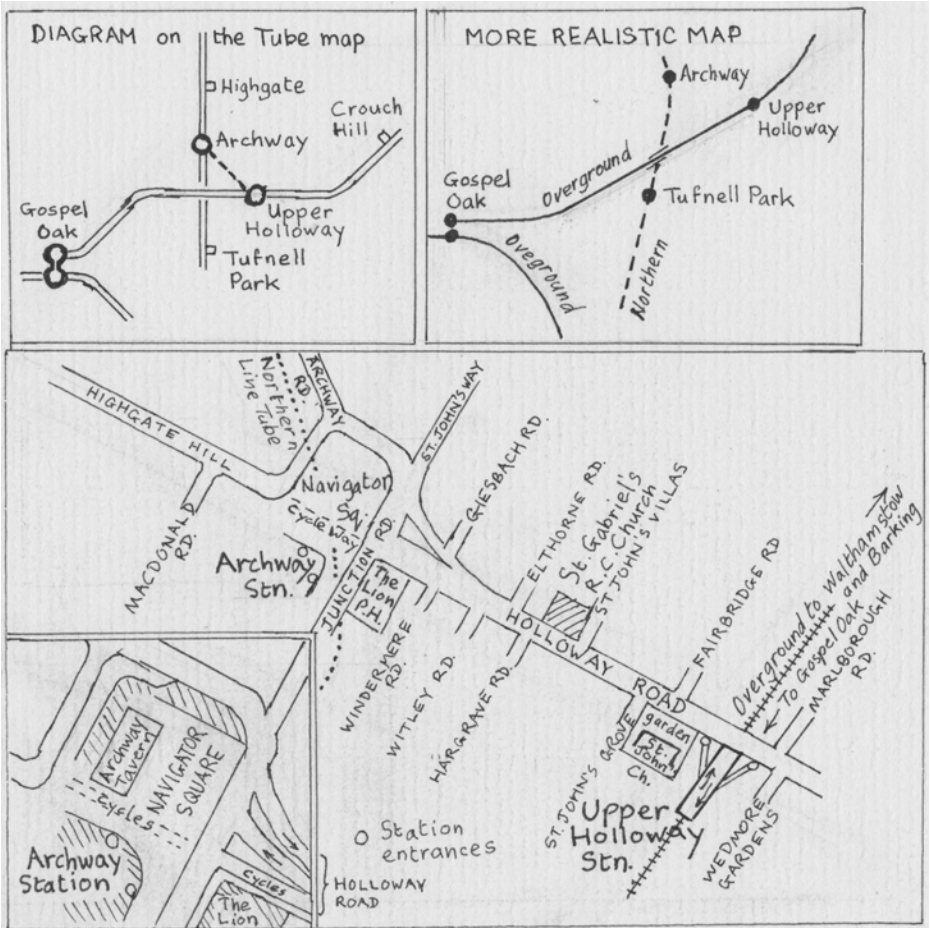 DIAGRAM on the Tube map
Highgate
Crouch
Hill
Archway
Gospel
Oak
Upper
Holloway
Tufnell
Park
MORE REALISTIC MAP
Archway
Upper
Holloway
Overground
Gospel
Oak
Tufnell Park
Oveground
Northern
HIGHGATE HILL
Northern
Line Tube
ARCHWAY
RD.
ST. JOHN'S WAY
GIESBACH RD.
MACDONALD
RD.
Navigator
SQ.
Cycle Way
Archway
Stn.
JUNCTION RD.
The
Lion
P.H.
WINDERMERE
RD.
WITLEY RD.
HARGRAVE RD.
ELTHORNE RD.
St. Gabriel's
R.C. Church
ST. JOHN'S VILLAS
HOLLOWAY ROAD
FAIRBRIDGE RD
Overground to Walthamstow
and Barking
To Gospel Oak
MARLBOROUGH
RD.
ST. JOHN'S GROVE
garden
St.
John
Ch.
Upper
Holloway
Stn.
WEDMORE
GARDENS
Station
entrances
Archway
Tavern
NAVIGATOR
SQUARE
Cycles
Archway
Station
Cycles
The
Lion
HOLLOWAY
ROAD